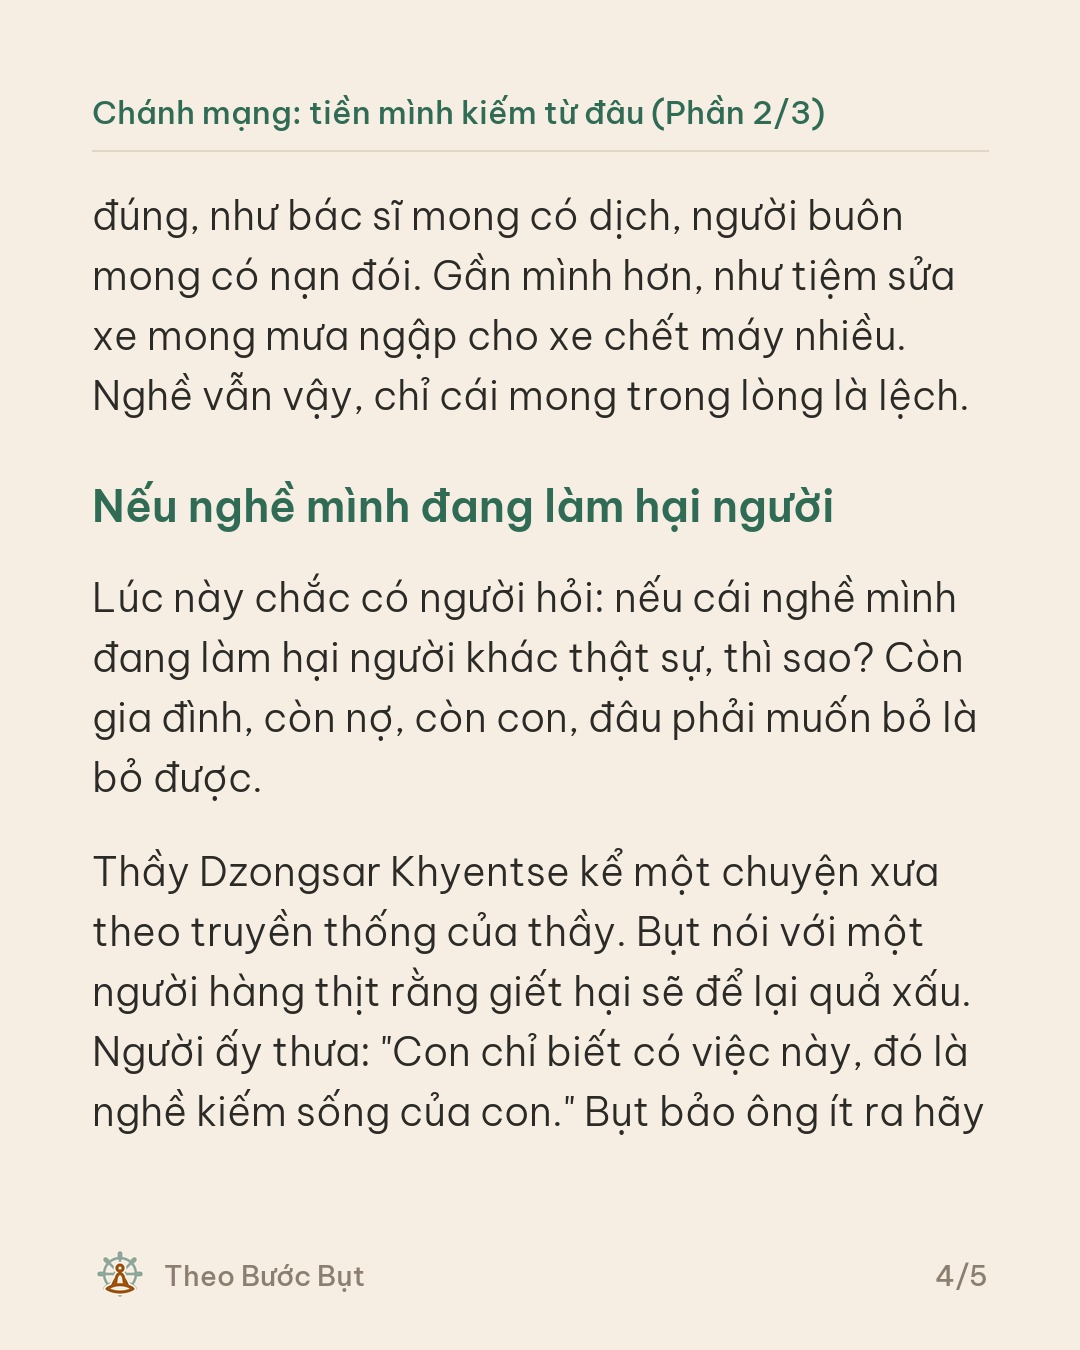 Chánh mạng: tiền mình kiếm từ đâu (Phần 2/3)
đúng, như bác sĩ mong có dịch, người buôn
mong có nạn đói. Gần mình hơn, như tiệm sửa
xe mong mưa ngập cho xe chết máy nhiều.
Nghề vẫn vậy, chỉ cái mong trong lòng là lệch.
Nếu nghề mình đang làm hại người
Lúc này chắc có người hỏi: nếu cái nghề mình
đang làm hại người khác thật sự, thì sao? Còn
gia đình, còn nợ, còn con, đâu phải muốn bỏ là
bỏ được.
Thầy Dzongsar Khyentse kể một chuyện xưa
theo truyền thống của thầy. Bụt nói với một
người hàng thịt rằng giết hại sẽ để lại quả xấu.
Người ấy thưa: "Con chỉ biết có việc này, đó là
nghề kiếm sống của con." Bụt bảo ông ít ra hãy
Theo Bước Bụt
4/5